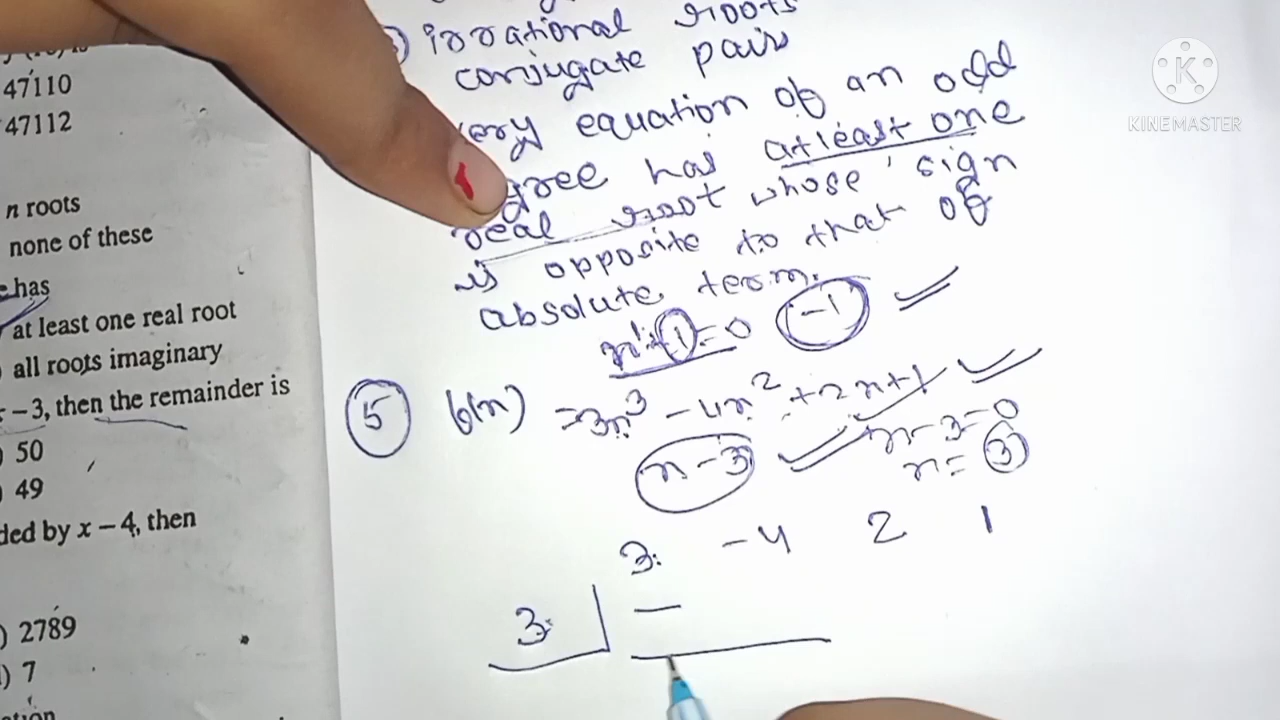 47110
47112
n roots
none of these
has
at least one real root
all roots imaginary
- 3, then the remainder is
50
49
ded by x - 4, then
) 2789
) 7
irrational roots
conjugate pairs
very equation of an odd
gree has atleast one
real root whose sign
is opposite to that of
absolute term.
+ 1 = 0 -1
5 f(x) = 3x³ - 4x² + 2x + 1
x - 3 x - 3 = 0
x = 3
3 -4 2 1
3
KINEMASTER